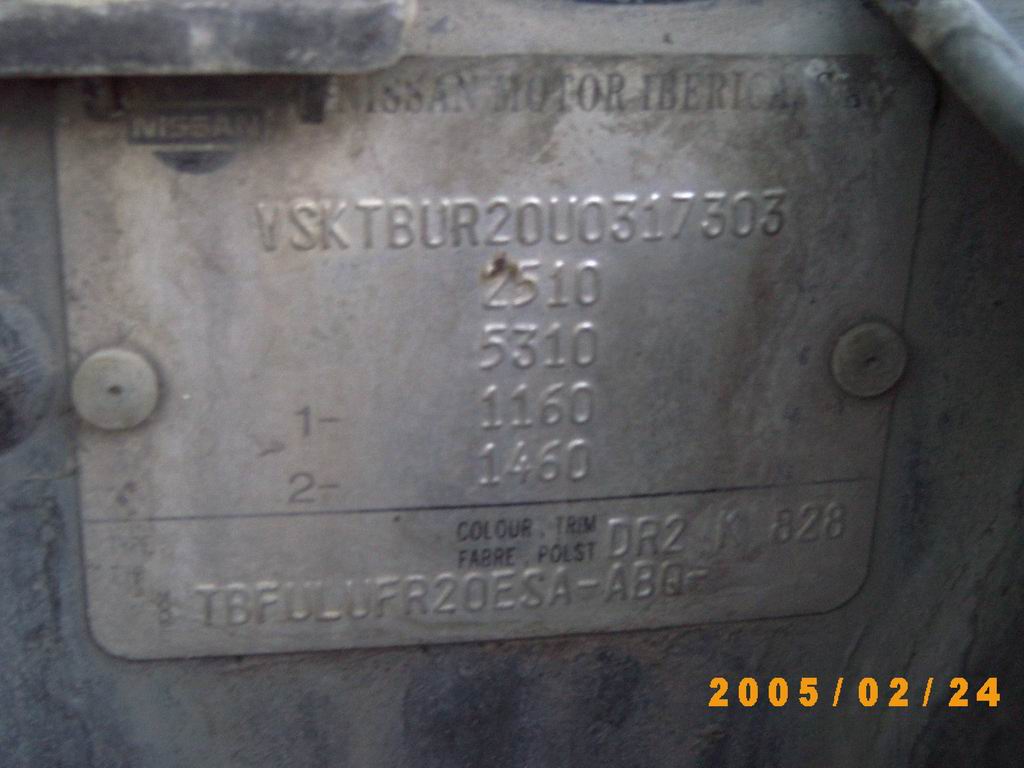 NISSAN MOTOR IBERICA, S.A.
NISSAN
VSKTBUR20U0317303
2510
5310
1- 1160
2- 1460
COLOUR, TRIM
FABRE, POLST
DR2 K 828
TYPE
TBFULUFR20ESA-ABQ-
2005/02/24